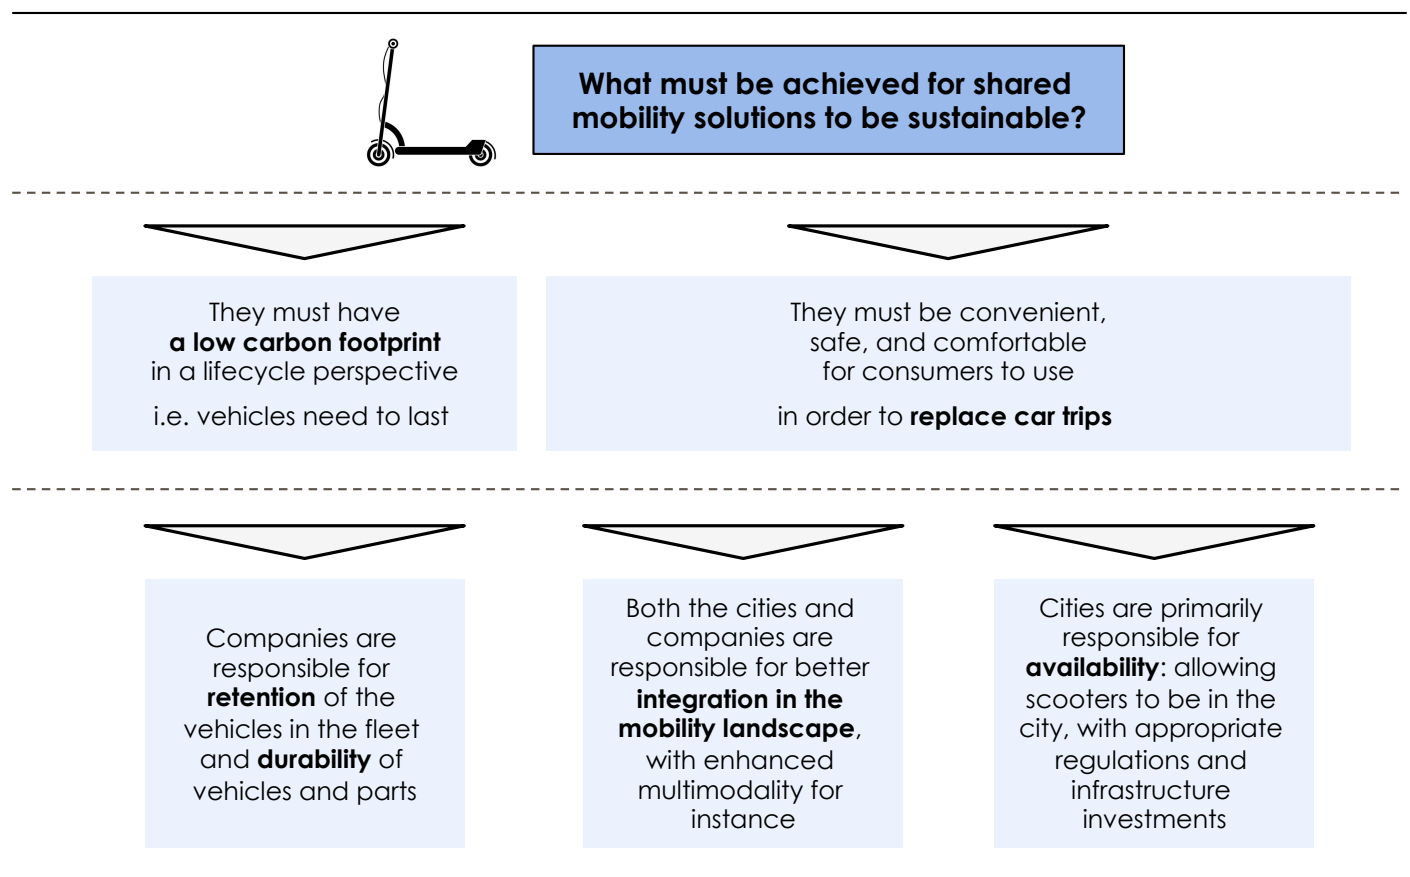 What must be achieved for shared
mobility solutions to be sustainable?
They must have
a low carbon footprint
in a lifecycle perspective
i.e. vehicles need to last
They must be convenient,
safe, and comfortable
for consumers to use
in order to replace car trips
Companies are
responsible for
retention of the
vehicles in the fleet
and durability of
vehicles and parts
Both the cities and
companies are
responsible for better
integration in the
mobility landscape,
with enhanced
multimodality for
instance
Cities are primarily
responsible for
availability: allowing
scooters to be in the
city, with appropriate
regulations and
infrastructure
investments